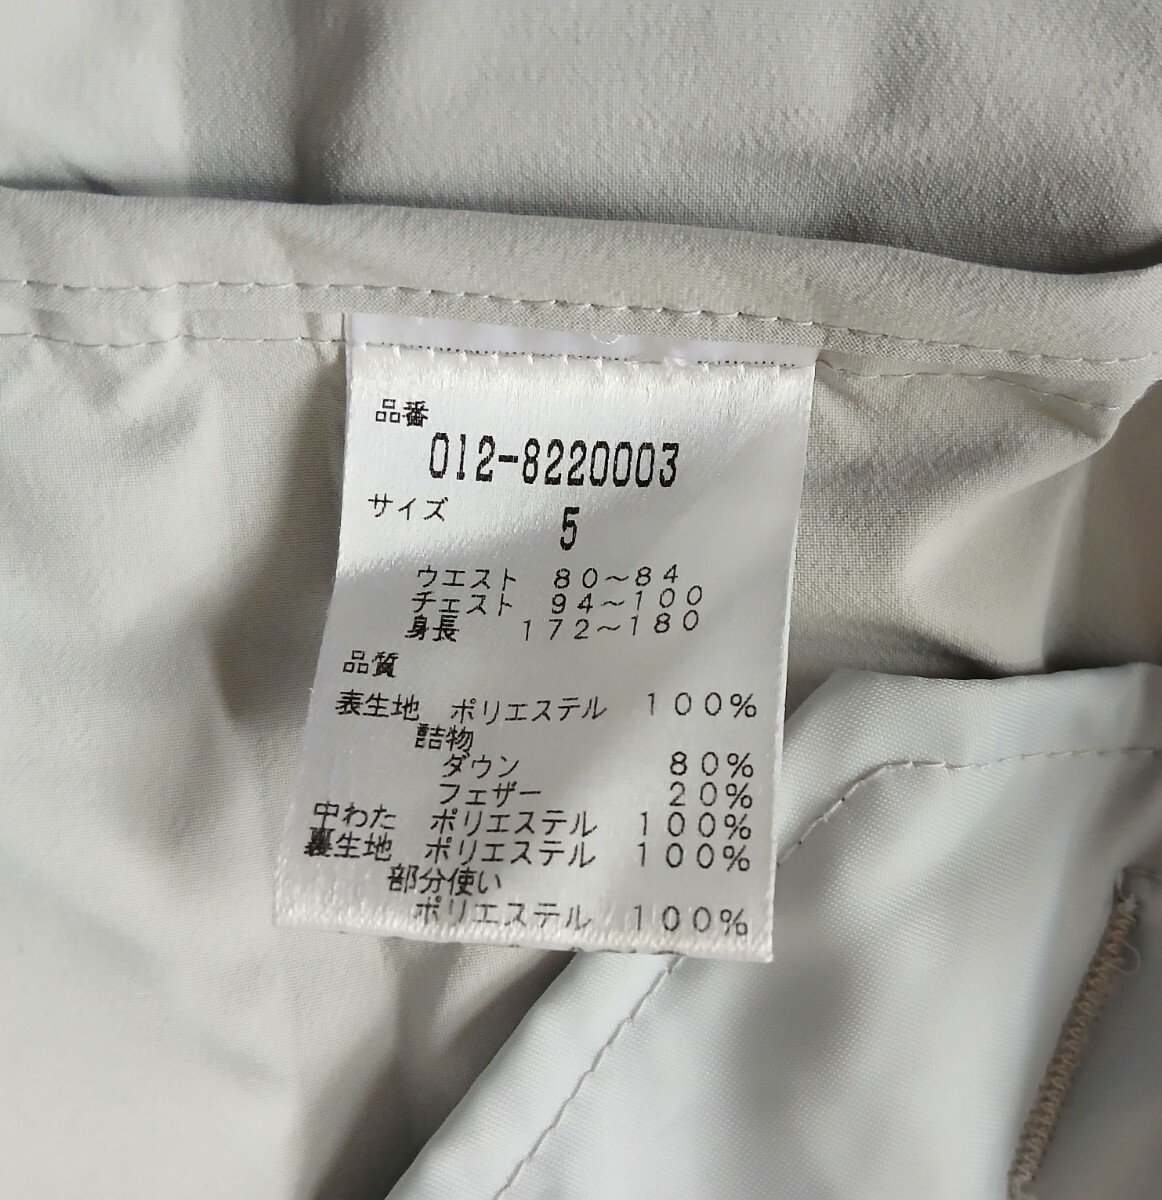 品番
012-8220003
サイズ 5
ウエスト 80～84
チェスト 94～100
身長 172～180
品質
表生地 ポリエステル 100%
詰物
ダウン 80%
フェザー 20%
中わた ポリエステル 100%
裏生地 ポリエステル 100%
部分使い
ポリエステル 100%